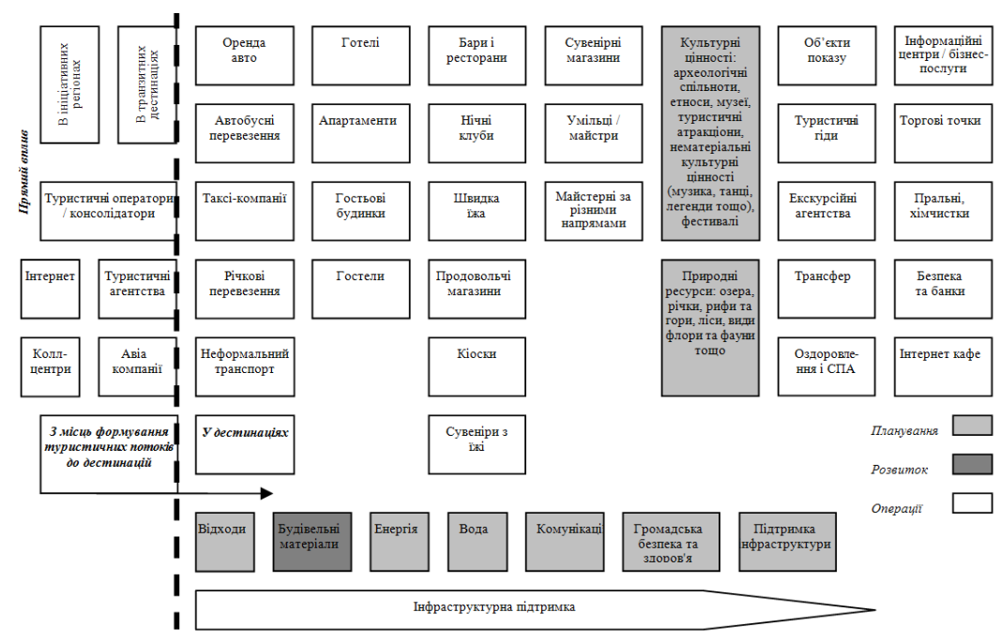 Прямий вплив
В ініціативних
регіонах
В транзитних
дестинаціях
Оренда
авто
Готелі
Бари і
ресторани
Сувенірні
магазини
Культурні
цінності:
археологічні
спільноти,
етноси, музеї,
туристичні
атракціони,
нематеріальні
культурні
цінності
(музика, танці,
легенди тощо),
фестивалі
Об’єкти
показу
Інформаційні
центри / бізнес-
послуги
Автобусні
перевезення
Апартаменти
Нічні
клуби
Умільці /
майстри
Туристичні
гіди
Торгові точки
Туристичні оператори
/ консолідатори
Таксі-компанії
Гостьові
будинки
Швидка
їжа
Майстерні за
різними
напрямами
Екскурсійні
агентства
Пральні,
хімчистки
Інтернет
Туристичні
агентства
Річкові
перевезення
Гостели
Продовольчі
магазини
Природні
ресурси: озера,
річки, рифи та
гори, ліси, види
флори та фауни
тощо
Трансфер
Безпека
та банки
Колл-
центри
Авіа
компанії
Неформальний
транспорт
Кіоски
Оздоровле-
ння і СПА
Інтернет кафе
З місць формування
туристичних потоків
до дестинацій
У дестинаціях
Сувеніри з
їжі
Планування
Розвиток
Операції
Відходи
Будівельні
матеріали
Енергія
Вода
Комунікаці
Громадська
безпека та
здоров'я
Підтримка
нфраструктури
Інфраструктурна підтримка